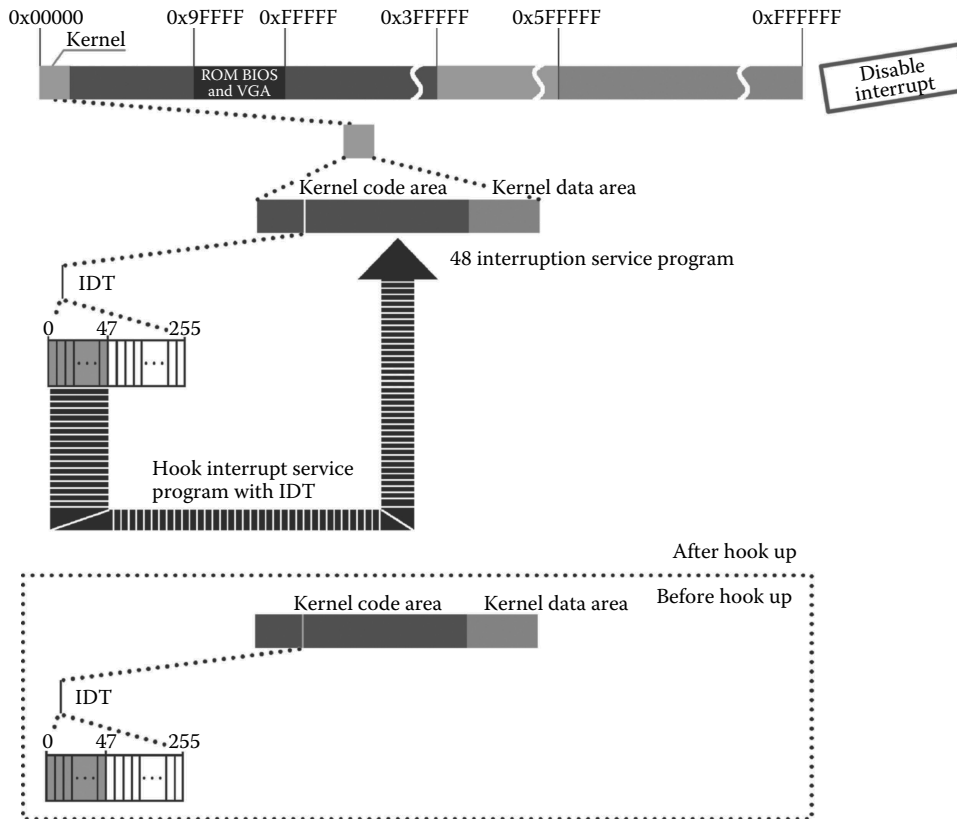 0x00000 0x9FFFF 0xFFFFF 0x3FFFFF 0x5FFFFF 0xFFFFFF
Kernel
ROM BIOS
and VGA
Disable
interrupt
Kernel code area Kernel data area
48 interruption service program
IDT
0 47 255
... ...
Hook interrupt service
program with IDT
After hook up
Before hook up
Kernel code area Kernel data area
IDT
0 47 255
... ...